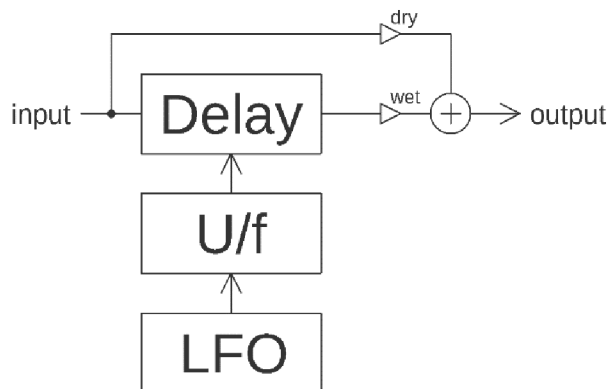 dry
input
Delay
wet
+
output
U/f
LFO